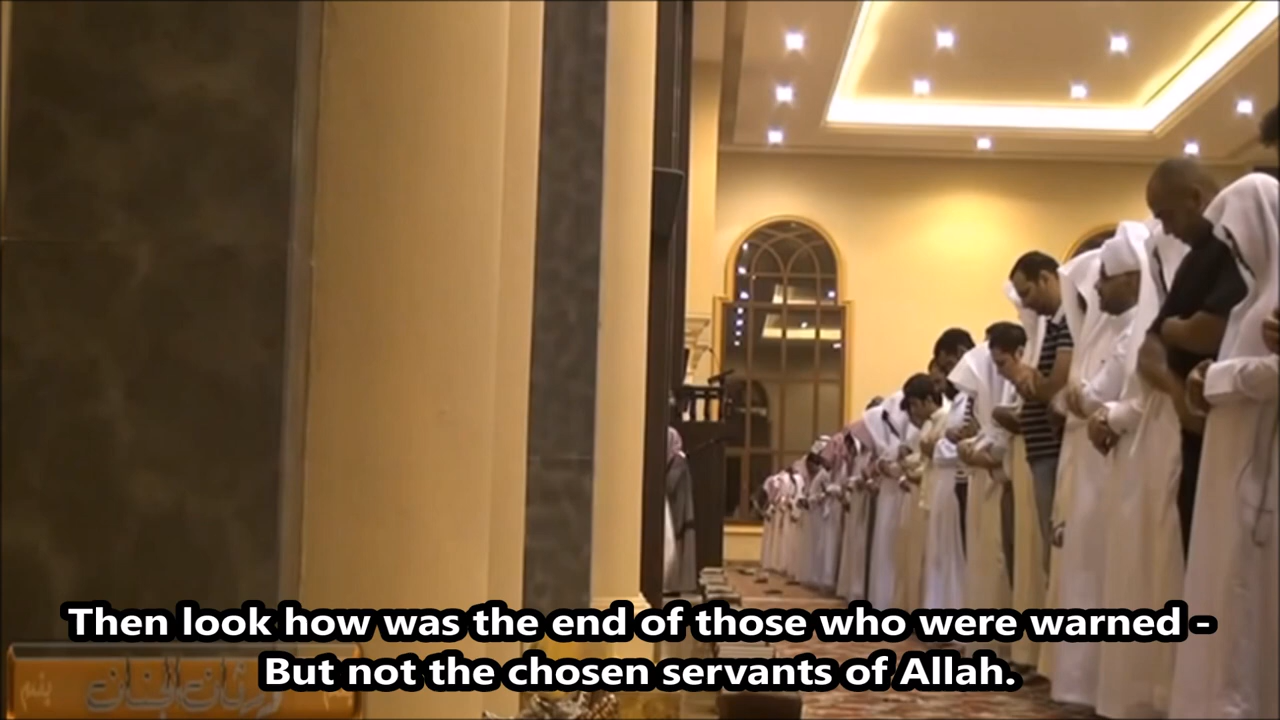 Then look how was the end of those who were warned -
But not the chosen servants of Allah.